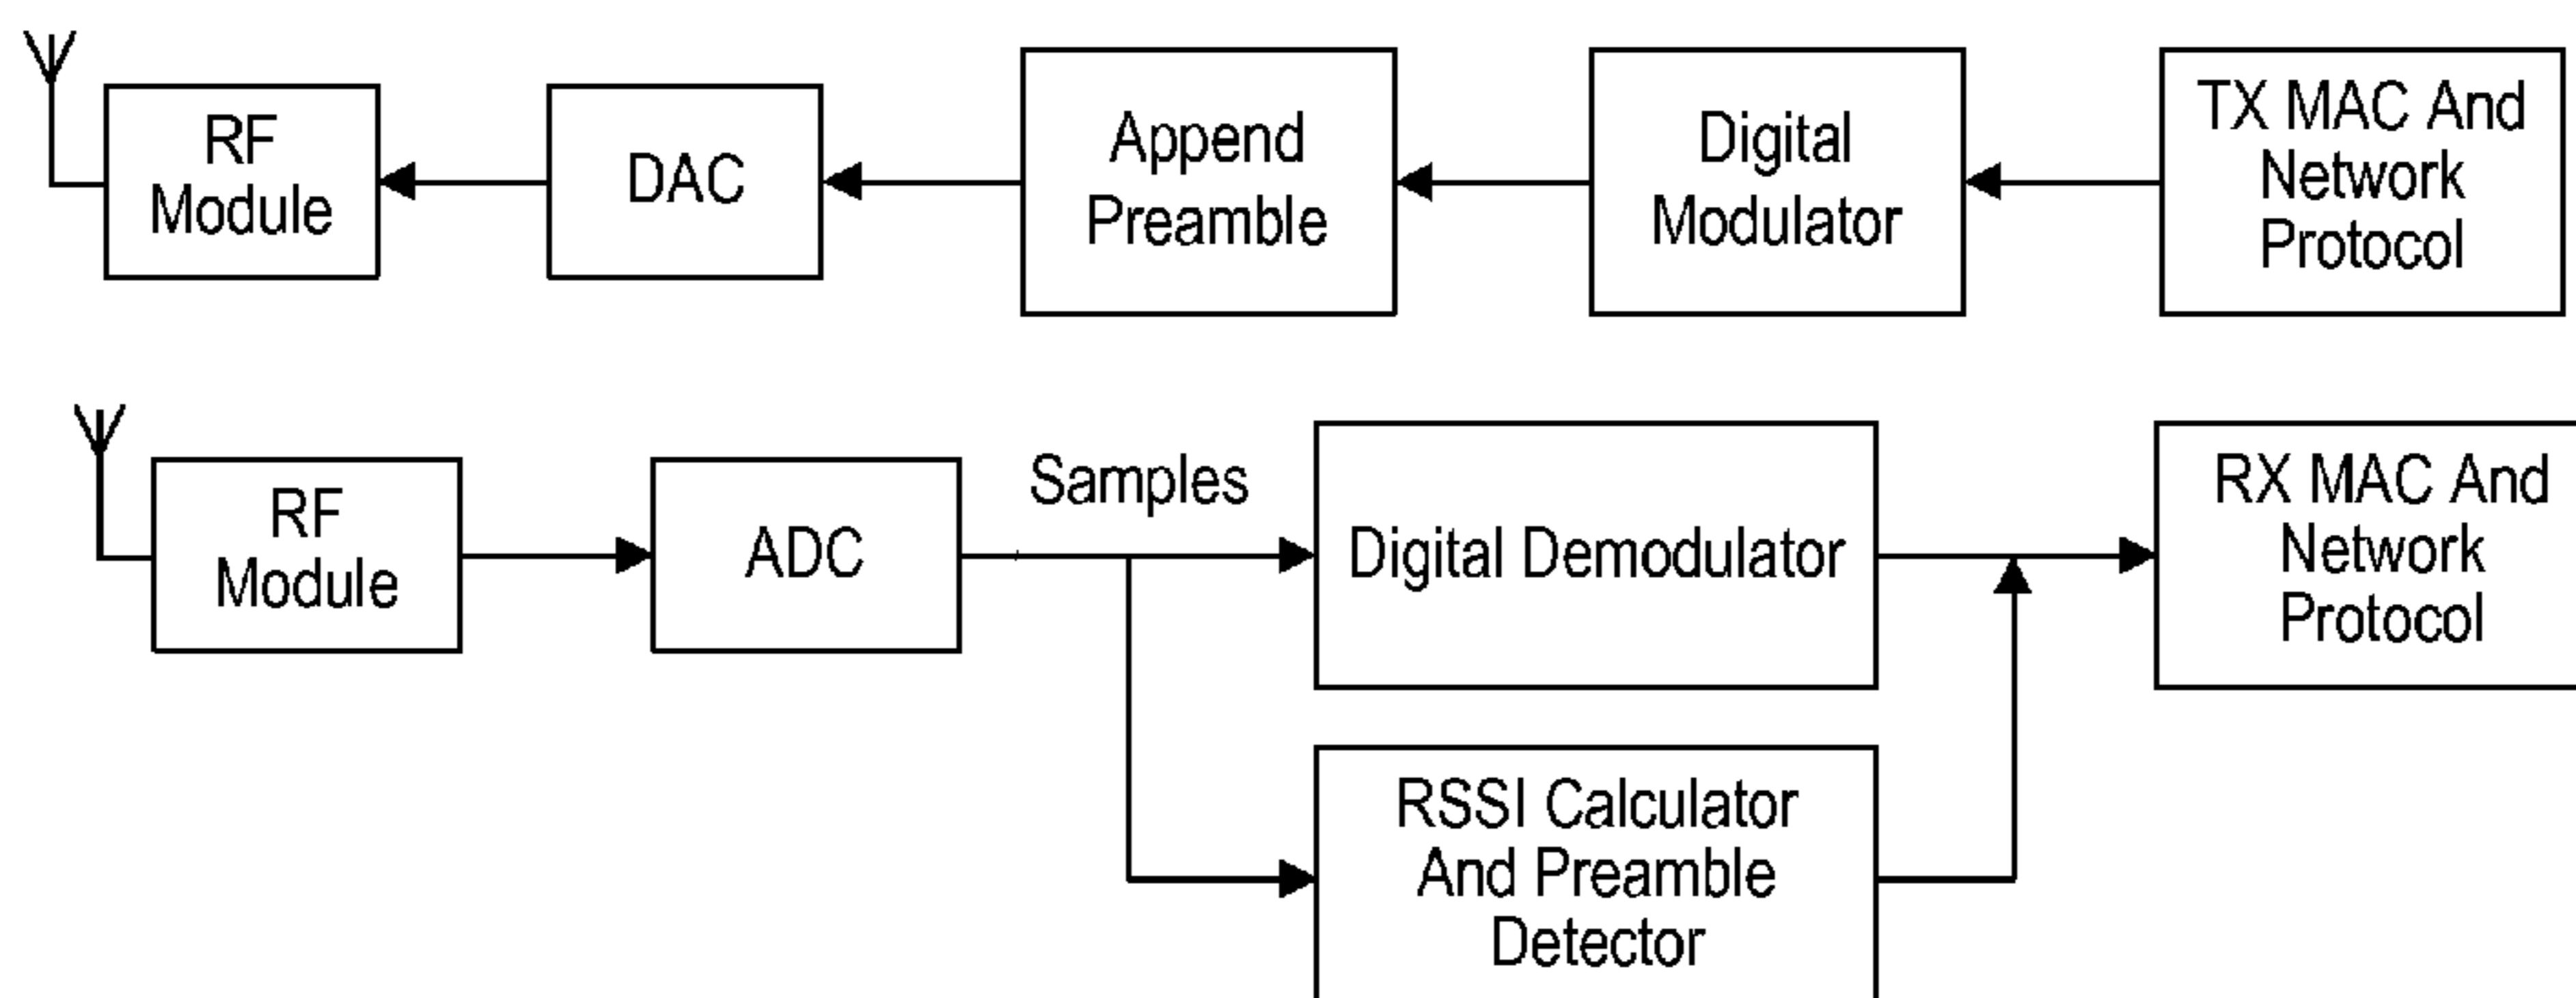 RF
Module
DAC
Append
Preamble
Digital
Modulator
TX MAC And
Network
Protocol
RF
Module
ADC
Samples
Digital Demodulator
RX MAC And
Network
Protocol
RSSI Calculator
And Preamble
Detector